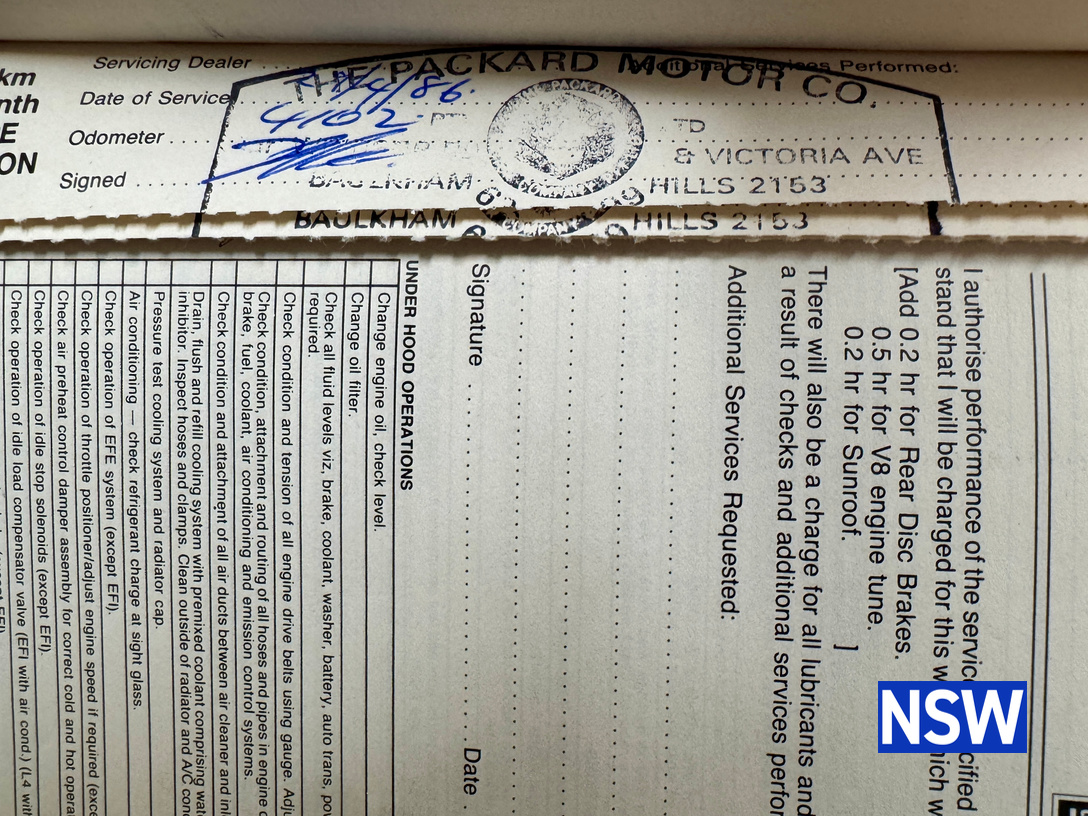 km
nth
E
ON
Servicing Dealer
Additional Services Performed:
Date of Service
Odometer
Signed
/4/86
4102
THE PACKARD MOTOR CO.
THE PACKARD
COMPANY
TD
& VICTORIA AVE
BAULKHAM HILLS 2153
BAULKHAM HILLS 2153
COMPANY
I authorise performance of the service
cified
stand that I will be charged for this w
hich w
[Add 0.2 hr for Rear Disc Brakes.
0.5 hr for V8 engine tune.
0.2 hr for Sunroof. ]
There will also be a charge for all lubricants and
a result of checks and additional services perfor
Additional Services Requested:
Signature
Date
UNDER HOOD OPERATIONS
Change engine oil, check level.
Change oil filter.
Check all fluid levels viz, brake, coolant, washer, battery, auto trans, pov
required.
Check condition and tension of all engine drive belts using gauge. Adju
Check condition, attachment and routing of all hoses and pipes in engine c
brake, fuel, coolant, air conditioning and emission control systems.
Check condition and attachment of all air ducts between air cleaner and inl
Drain, flush and refill cooling system with premixed coolant comprising wat
inhibitor. Inspect hoses and clamps. Clean outside of radiator and A/C cond
Pressure test cooling system and radiator cap.
Air conditioning — check refrigerant charge at sight glass.
Check operation of EFE system (except EFI).
Check operation of throttle positioner/adjust engine speed if required (exce
Check air preheat control damper assembly for correct cold and hot opera
Check operation of idle stop solenoids (except EFI).
Check operation of idle load compensator valve (EFI with air cond.) (L4 with
NSW